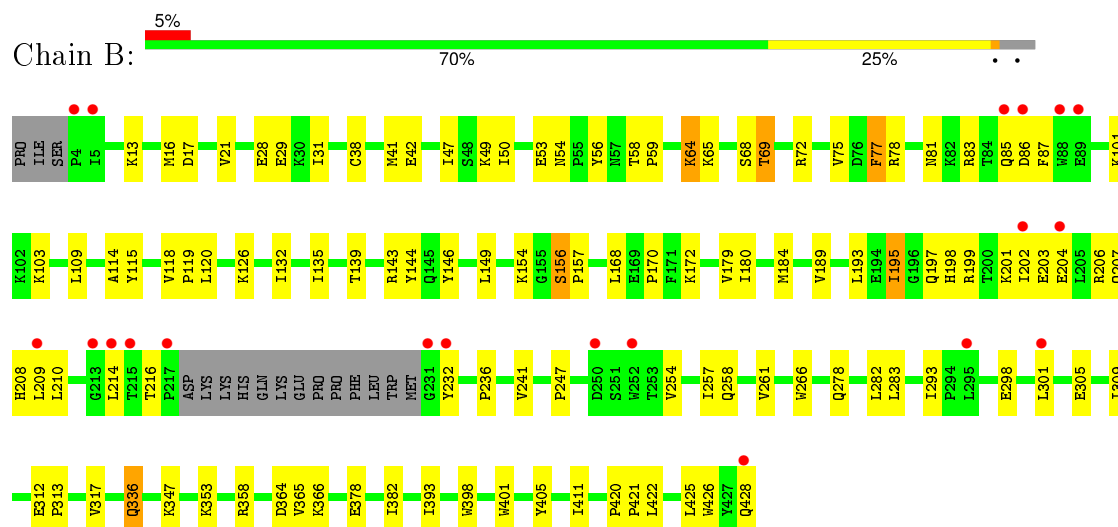 5%
Chain B:
70% 25% • •
PRO ILE SER P4 I5 K13 M16 D17 V21 E28 E29 K30 I31 C38 M41 E42 I47 S48 K49 I50 E53 N54 P55 Y56 N57 T58 P59 K64 K65 S68 T69 R72 V75 D76 F77 R78 N81 K82 R83 T84 Q85 D86 F87 W88 E89 K101
K102 K103 L109 A114 Y115 V118 P119 L120 K126 I132 I135 T139 R143 Y144 Q145 Y146 L149 K154 G155 S156 P157 L168 E169 P170 F171 K172 V179 I180 M184 V189 L193 E194 I195 G196 Q197 H198 R199 T200 K201 I202 E203 E204 L205 R206 Q207
H208 L209 L210 G213 L214 T215 T216 P217 ASP LYS LYS HIS GLN LYS GLU PRO PRO PHE LEU TRP MET G231 Y232 P236 V241 P247 D250 S251 W252 T253 V254 I257 Q258 V261 W266 Q278 L282 L283 I293 P294 L295 E298 L301 E305 I309
E312 P313 V317 Q336 K347 K353 R358 D364 V365 K366 E378 I382 I393 W398 W401 Y405 I411 P420 P421 L422 L425 W426 Y427 Q428